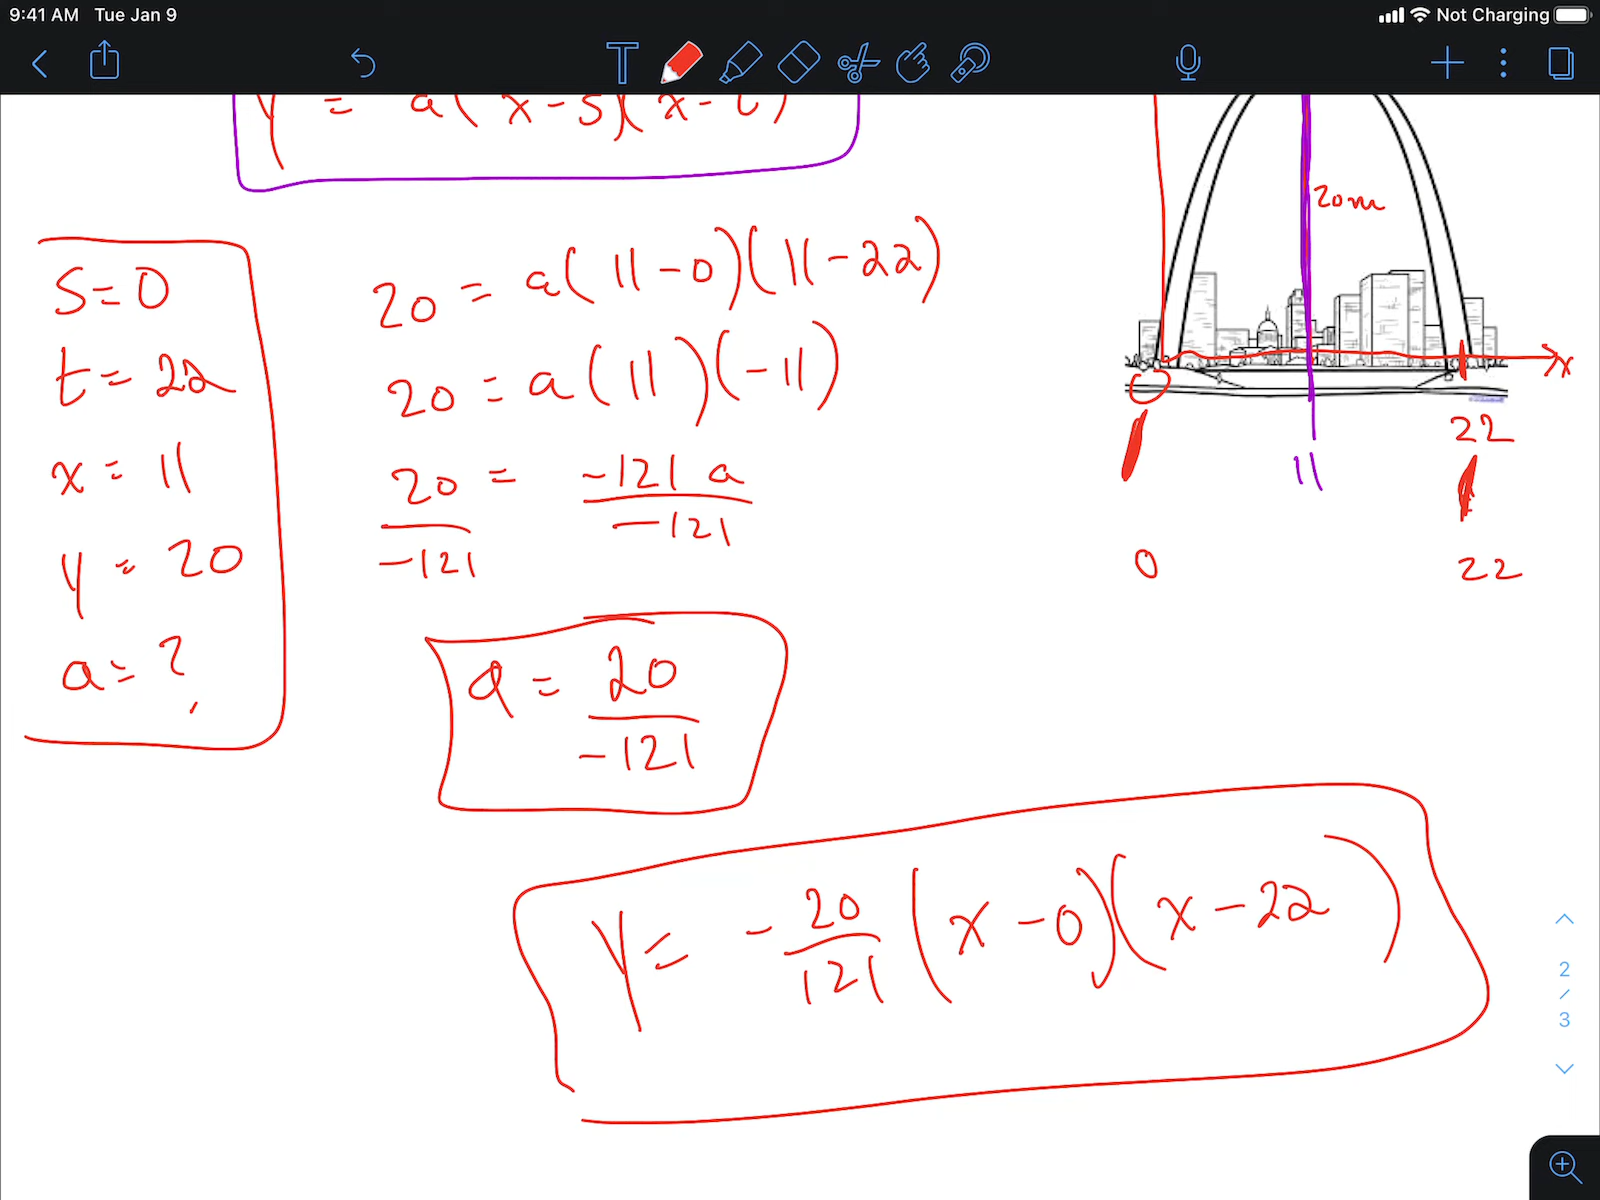 9:41 AM Tue Jan 9
Not Charging
y = a(x-s)(x-t)
20m
s=0
t=22
x=11
y=20
a=?
20 = a(11-0)(11-22)
20 = a(11)(-11)
20/-121 = -121a/-121
a = 20/-121
y = -20/121 (x-0)(x-22)
x
0
22
11
0
22
2
/
3